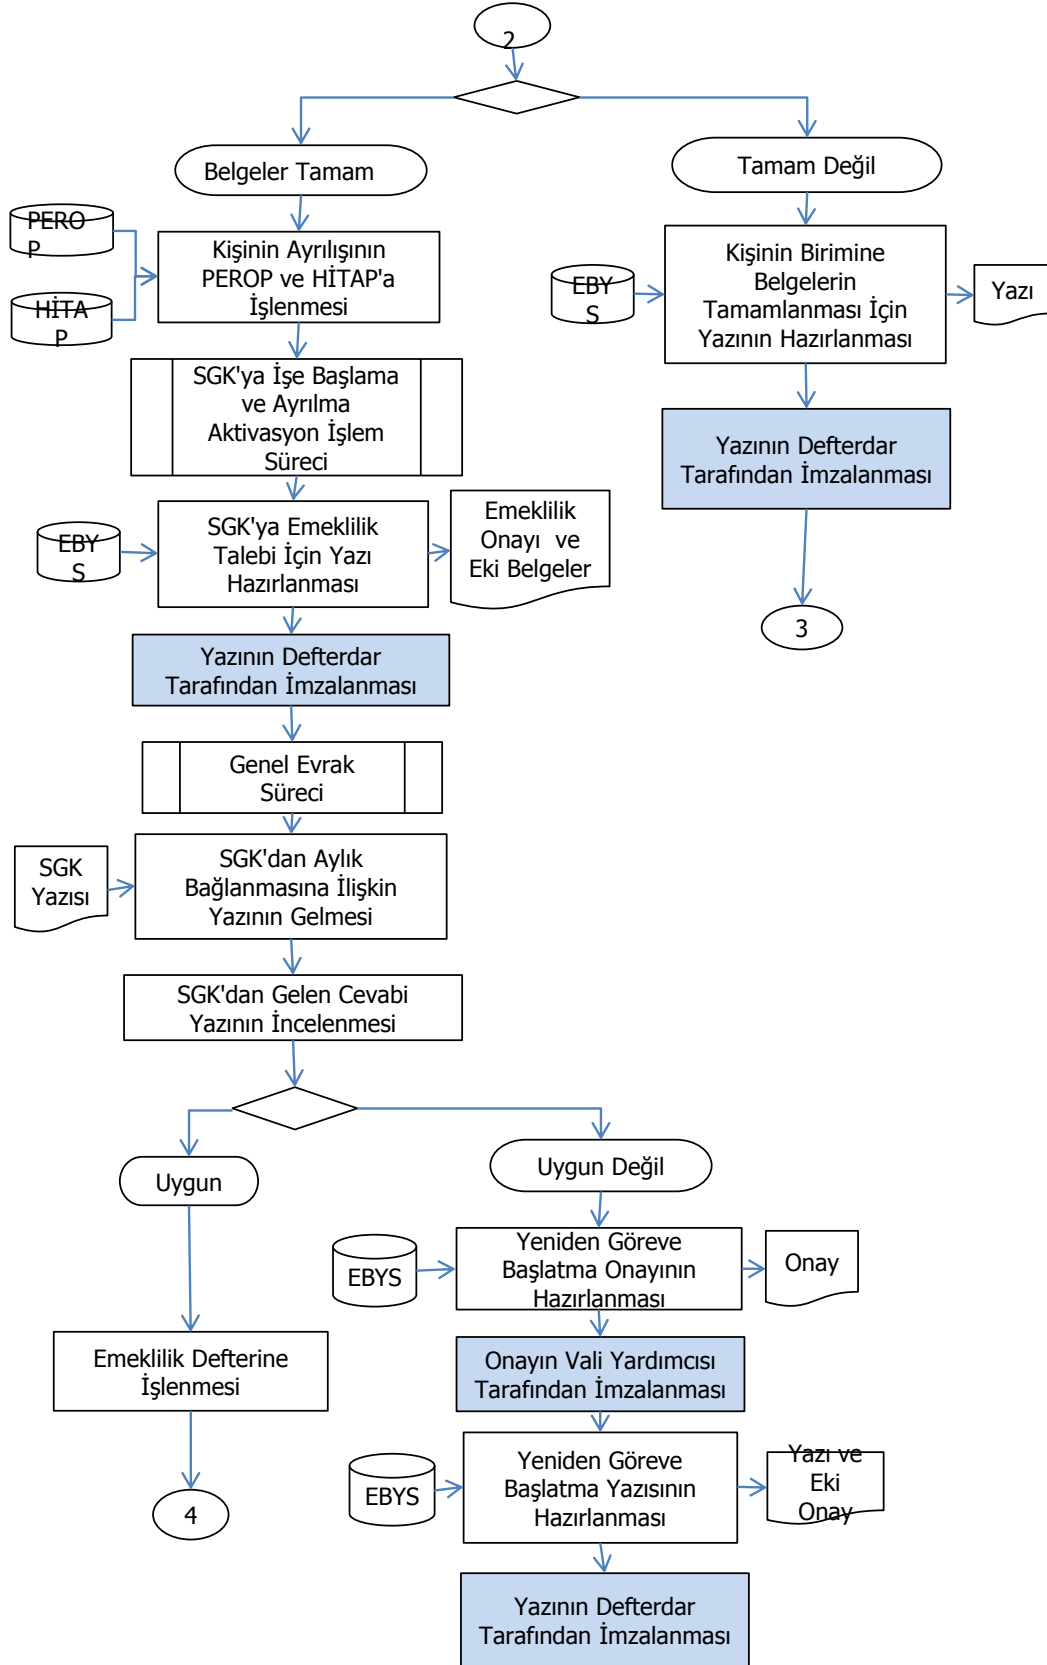 2
Belgeler Tamam
Tamam Değil
PERO
P
HİTA
P
Kişinin Ayrılışının
PEROP ve HİTAP'a
İşlenmesi
EBY
S
Kişinin Birimine
Belgelerin
Tamamlanması İçin
Yazının Hazırlanması
Yazı
SGK'ya İşe Başlama
ve Ayrılma
Aktivasyon İşlem
Süreci
Yazının Defterdar
Tarafından İmzalanması
EBY
S
SGK'ya Emeklilik
Talebi İçin Yazı
Hazırlanması
Emeklilik
Onayı ve
Eki Belgeler
3
Yazının Defterdar
Tarafından İmzalanması
Genel Evrak
Süreci
SGK
Yazısı
SGK'dan Aylık
Bağlanmasına İlişkin
Yazının Gelmesi
SGK'dan Gelen Cevabi
Yazının İncelenmesi
Uygun
Uygun Değil
EBYS
Yeniden Göreve
Başlatma Onayının
Hazırlanması
Onay
Emeklilik Defterine
İşlenmesi
Onayın Vali Yardımcısı
Tarafından İmzalanması
4
EBYS
Yeniden Göreve
Başlatma Yazısının
Hazırlanması
Yazı ve
Eki
Onay
Yazının Defterdar
Tarafından İmzalanması